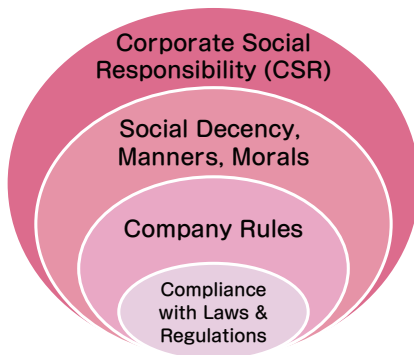 Corporate Social
Responsibility (CSR)
Social Decency,
Manners, Morals
Company Rules
Compliance
with Laws &
Regulations